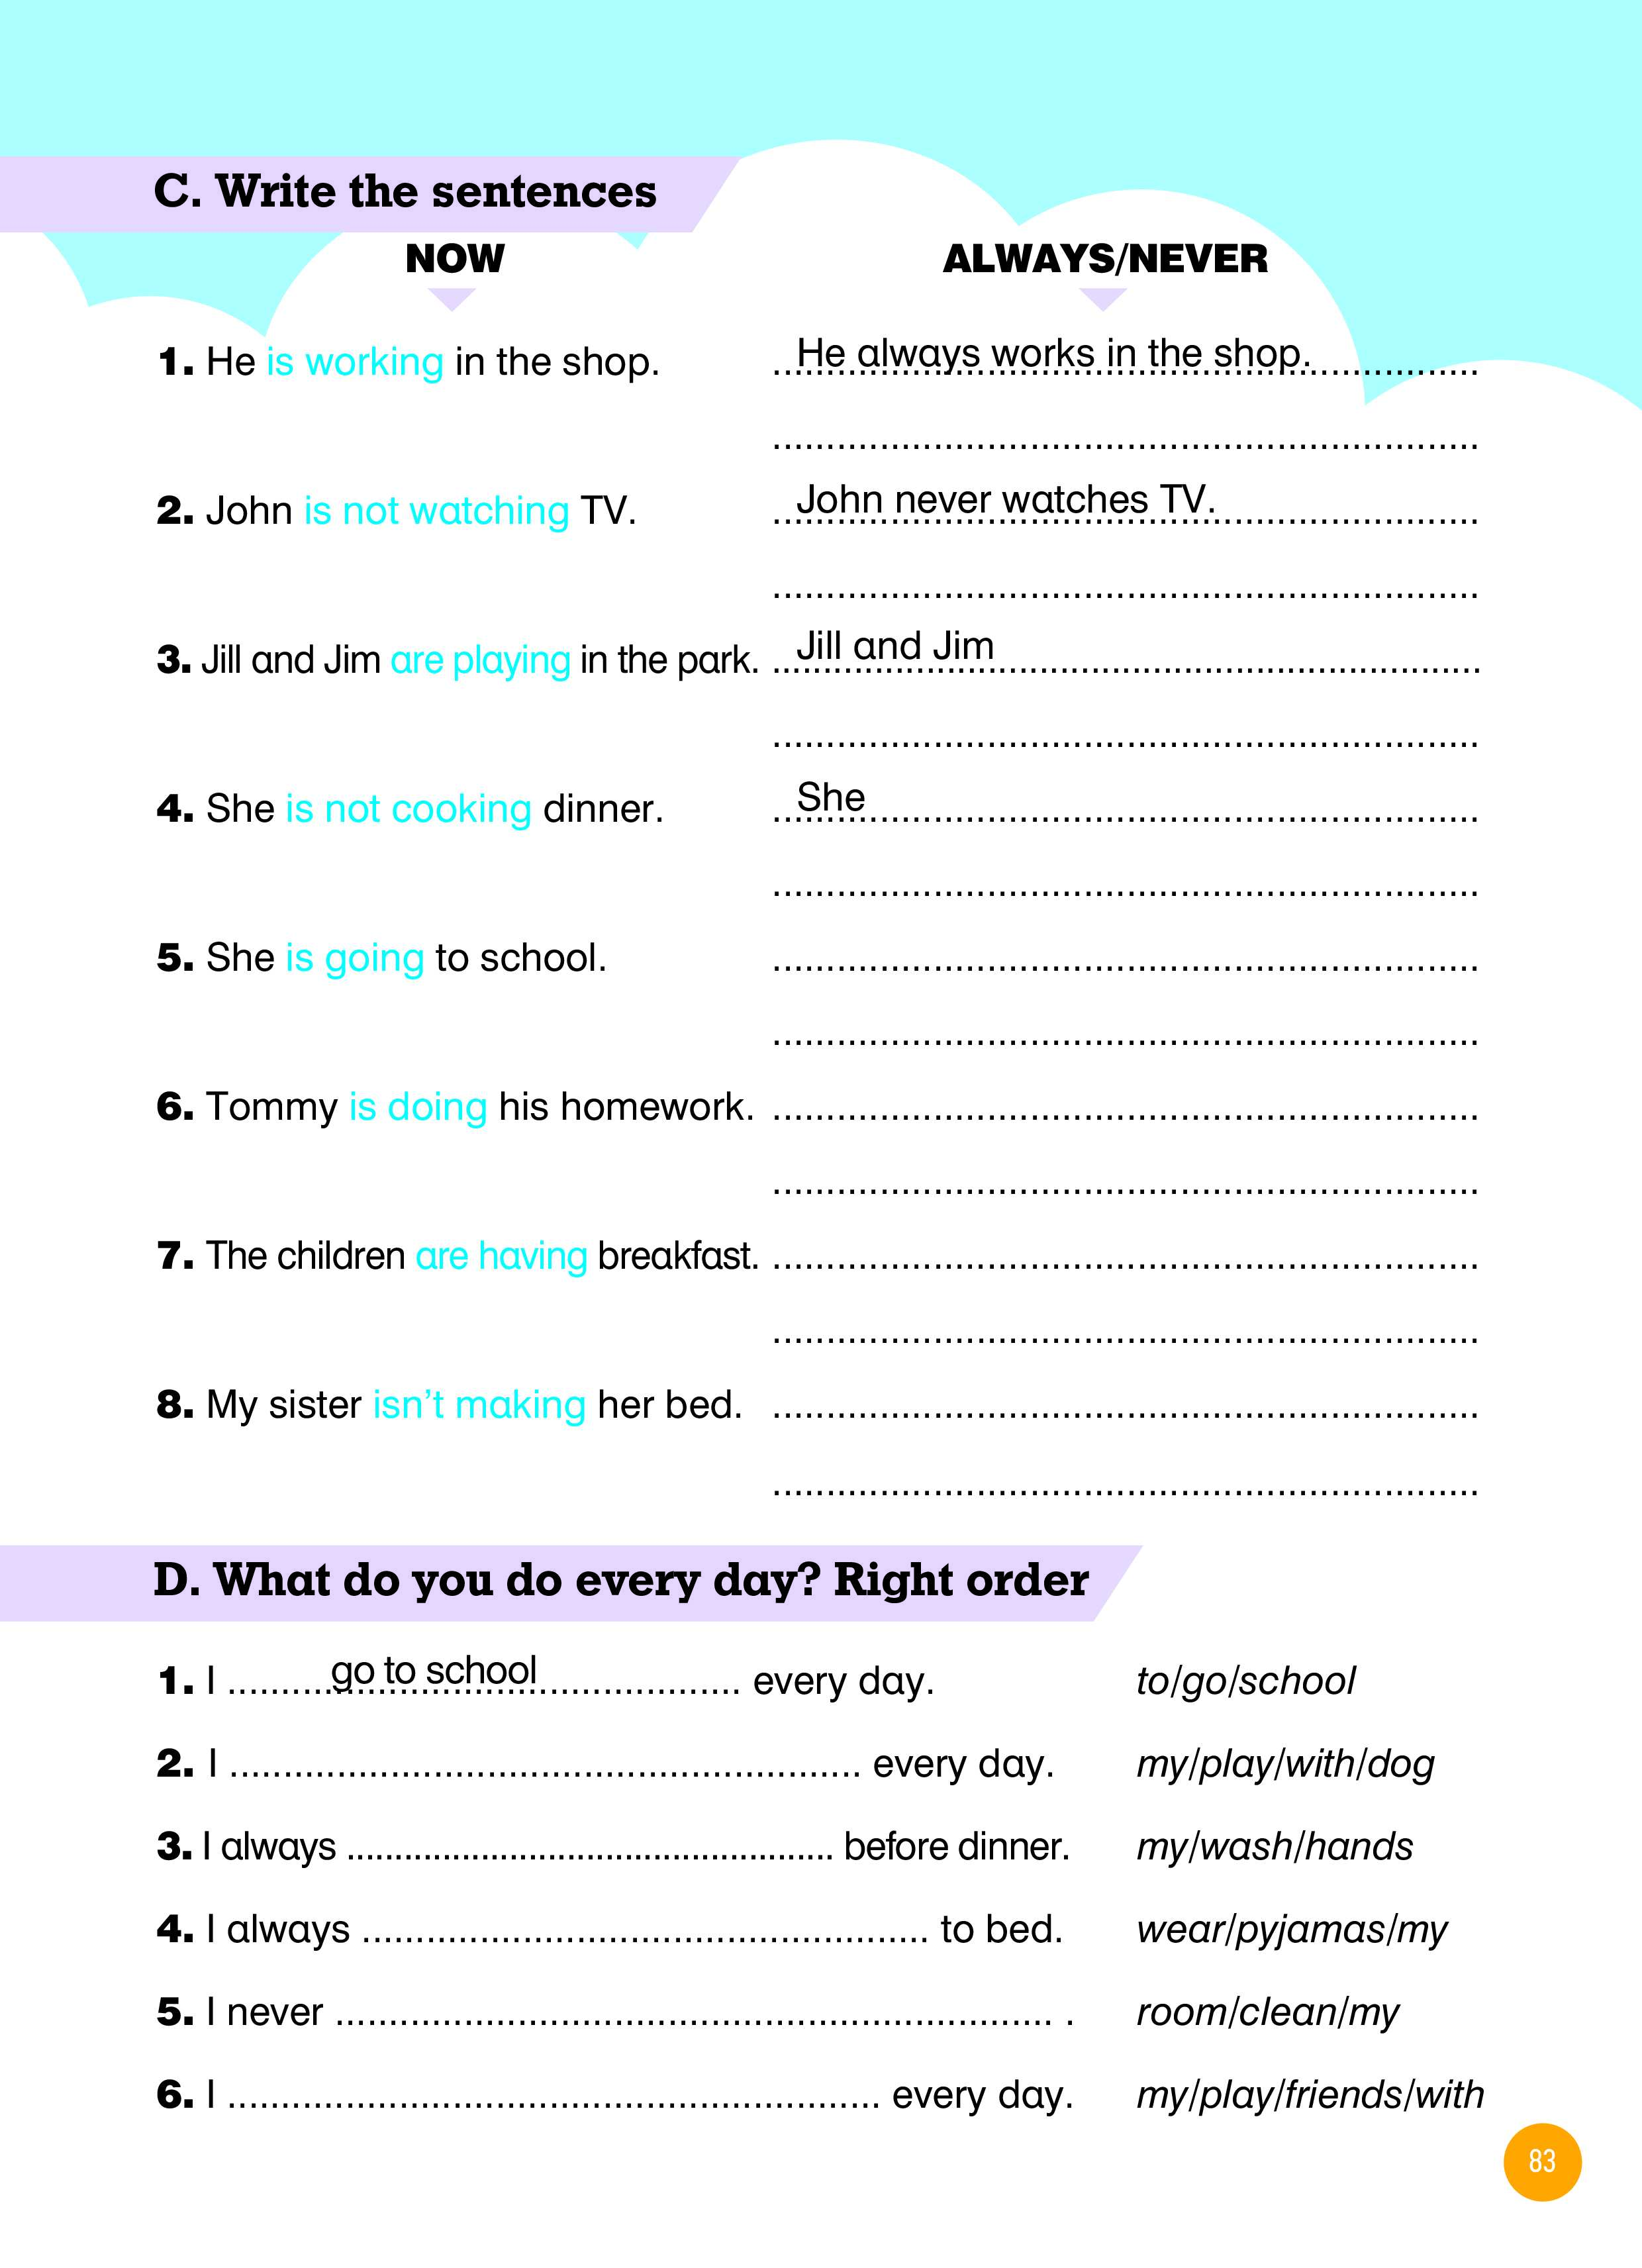 C. Write the sentences
NOW ALWAYS/NEVER
1. He is working in the shop. He always works in the shop.
2. John is not watching TV. John never watches TV.
3. Jill and Jim are playing in the park. Jill and Jim
4. She is not cooking dinner. She
5. She is going to school.
6. Tommy is doing his homework.
7. The children are having breakfast.
8. My sister isn't making her bed.
D. What do you do every day? Right order
1. I go to school every day. to/go/school
2. I ........................................................... every day. my/play/with/dog
3. I always ................................................... before dinner. my/wash/hands
4. I always ..................................................... to bed. wear/pyjamas/my
5. I never ................................................................... . room/clean/my
6. I ............................................................. every day. my/play/friends/with
83